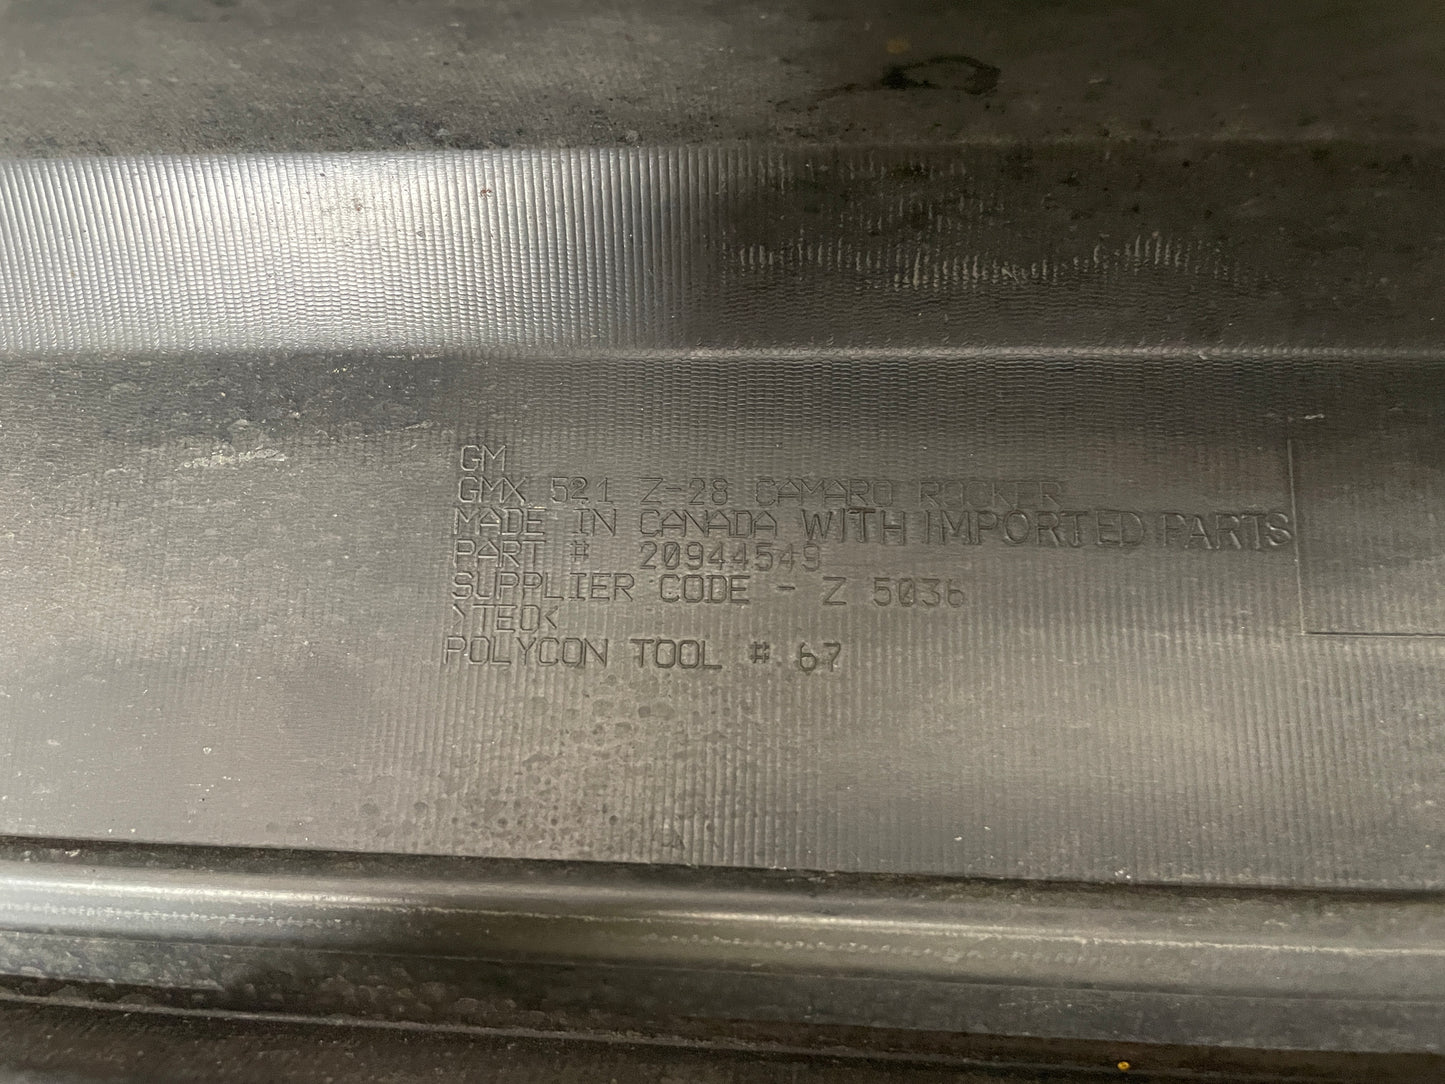 GM
GMX 521 Z-28 CAMARO ROCKER
MADE IN CANADA WITH IMPORTED PARTS
PART # 20944549
SUPPLIER CODE - Z 5036
>TEO<
POLYCON TOOL # 67